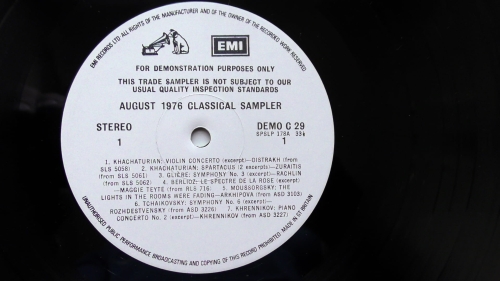 EMI RECORDS LTD ALL RIGHTS OF THE MANUFACTURER AND OF THE OWNER OF THE RECORDED WORK RESERVED
EMI
FOR DEMONSTRATION PURPOSES ONLY
THIS TRADE SAMPLER IS NOT SUBJECT TO OUR
USUAL QUALITY INSPECTION STANDARDS
AUGUST 1976 CLASSICAL SAMPLER
STEREO
1
DEMO C 29
SPSLP 178A 33⅓
1
1. KHACHATURIAN: VIOLIN CONCERTO (excerpt)—OISTRAKH (from
SLS 5058) 2. KHACHATURIAN: SPARTACUS (2 excerpts)—ZURAITIS
(from SLS 5061) 3. GLIÈRE: SYMPHONY No. 3 (excerpt)—RACHLIN
(from SLS 5062) 4. BERLIOZ: LE SPECTRE DE LA ROSE (excerpt)
—MAGIE TEYTE (from RLS 716) 5. MOUSSORGSKY: THE
LIGHTS IN THE ROOMS WERE FADING—ARKHIPOVA (from ASD 3103)
6. TCHAIKOVSKY: SYMPHONY No. 6 (excerpt)—
ROZHDESTVENSKY (from ASD 3226) 7. KHRENNIKOV: PIANO
CONCERTO No. 2 (excerpt)—KHRENNIKOV (from ASD 3227)
UNAUTHORISED PUBLIC PERFORMANCE BROADCASTING AND COPYING OF THIS RECORD PROHIBITED MADE IN GT BRITAIN